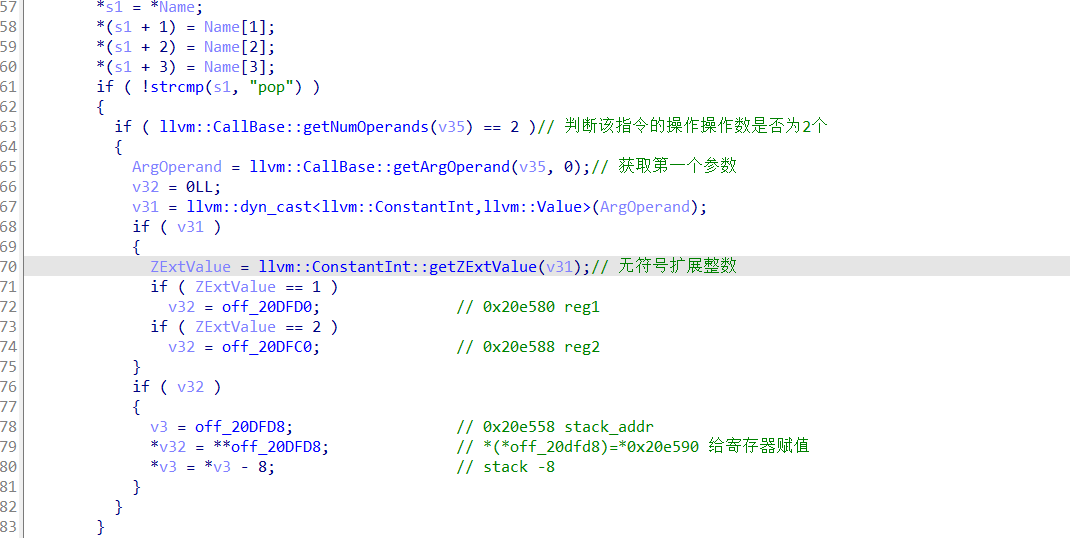 57 *s1 = *Name;
58 *(s1 + 1) = Name[1];
59 *(s1 + 2) = Name[2];
60 *(s1 + 3) = Name[3];
61 if ( !strcmp(s1, "pop") )
62 {
63 if ( llvm::CallBase::getNumOperands(v35) == 2 )// 判断该指令的操作操作数是否为2个
64 {
65 ArgOperand = llvm::CallBase::getArgOperand(v35, 0);// 获取第一个参数
66 v32 = 0LL;
67 v31 = llvm::dyn_cast<llvm::ConstantInt,llvm::Value>(ArgOperand);
68 if ( v31 )
69 {
70 ZExtValue = llvm::ConstantInt::getZExtValue(v31);// 无符号扩展整数
71 if ( ZExtValue == 1 )
72 v32 = off_20DFD0; // 0x20e580 reg1
73 if ( ZExtValue == 2 )
74 v32 = off_20DFC0; // 0x20e588 reg2
75 }
76 if ( v32 )
77 {
78 v3 = off_20DFD8; // 0x20e558 stack_addr
79 *v32 = **off_20DFD8; // *(*off_20dfd8)=*0x20e590 给寄存器赋值
80 *v3 = *v3 - 8; // stack -8
81 }
82 }
83 }